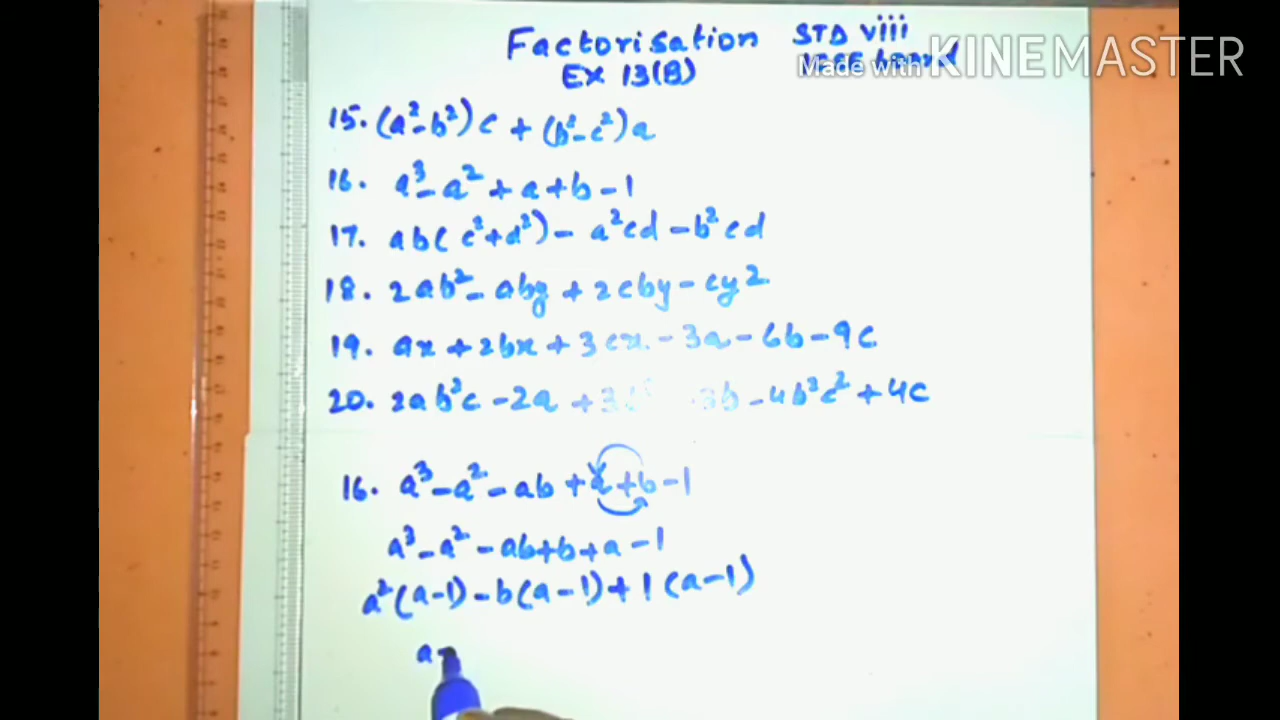 Factorisation STD viii
Made with KINEMASTER
Ex 13(B)
15. (a²-b²)c + (b²-c²)a
16. a³-a²+a+b-1
17. ab(c²+d²)-a²cd-b²cd
18. 2ab²-aby+2cby-cy²
19. ax+2bx+3cx-3a-6b-9c
20. 2ab³c-2a+3b -3b-4b³c²+4c
16. a³-a²-ab+a+b-1
a³-a²-ab+b+a-1
a²(a-1)-b(a-1)+1(a-1)
a-